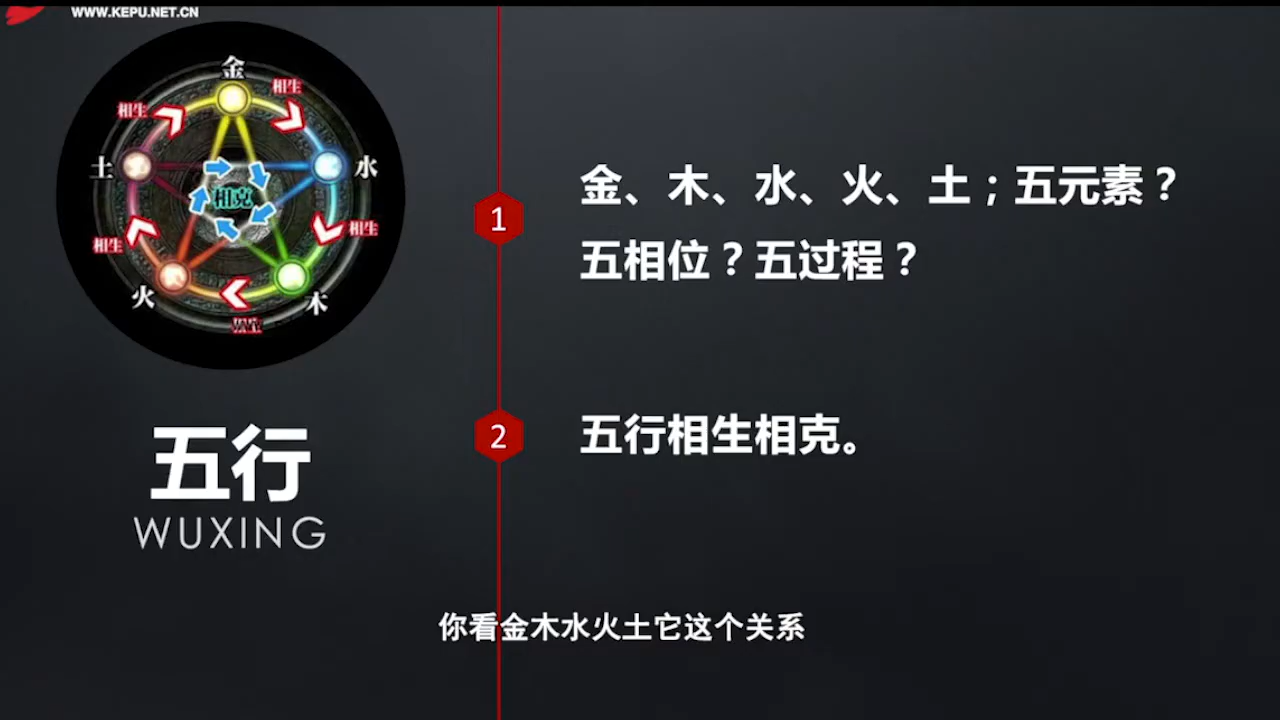 WWW.KEPU.NET.CN
金
相生
相生
土
水
相克
相生
相生
火
木
相生
五行
WUXING
1
金、木、水、火、土；五元素？
五相位？五过程？
2
五行相生相克。
你看金木水火土它这个关系